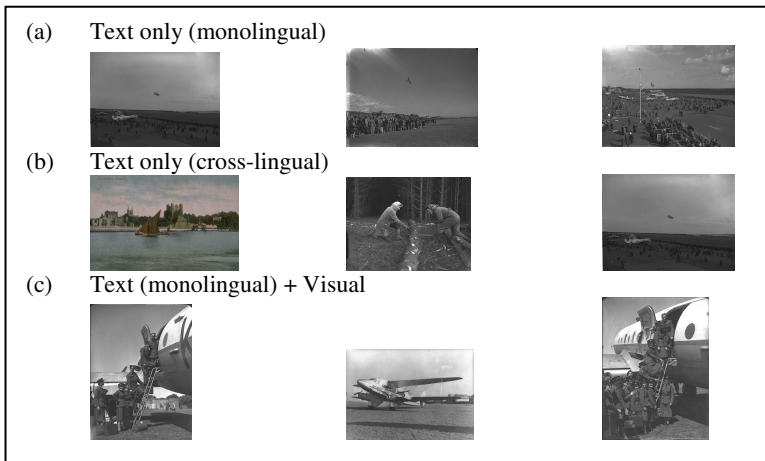 (a) Text only (monolingual)
(b) Text only (cross-lingual)
(c) Text (monolingual) + Visual